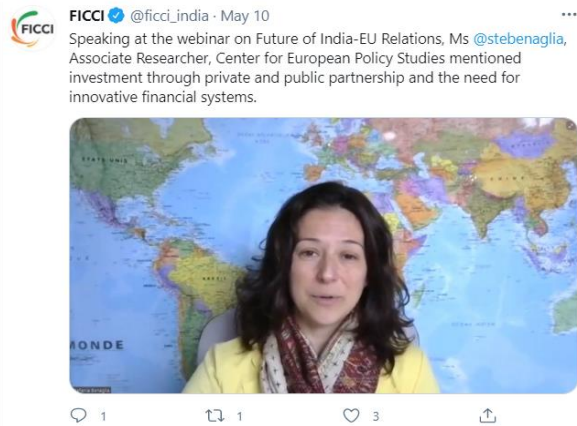 FICCI
FICCI @ficci_india · May 10
Speaking at the webinar on Future of India-EU Relations, Ms @stebenaglia,
Associate Researcher, Center for European Policy Studies mentioned
investment through private and public partnership and the need for
innovative financial systems.
MONDE
1
1
3